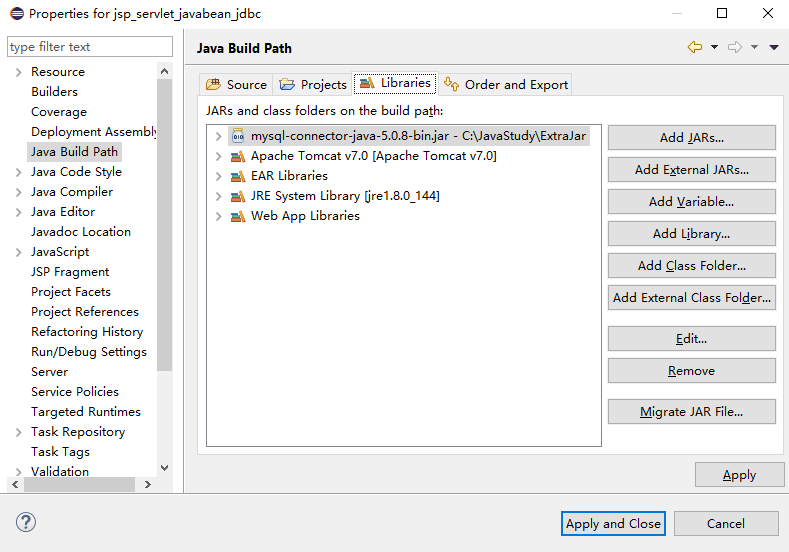 Properties for jsp_servlet_javabean_jdbc
type filter text
Resource
Builders
Coverage
Deployment Assembly
Java Build Path
Java Code Style
Java Compiler
Java Editor
Javadoc Location
JavaScript
JSP Fragment
Project Facets
Project References
Refactoring History
Run/Debug Settings
Server
Service Policies
Targeted Runtimes
Task Repository
Task Tags
Validation
Java Build Path
Source
Projects
Libraries
Order and Export
JARs and class folders on the build path:
mysql-connector-java-5.0.8-bin.jar - C:\JavaStudy\ExtraJar
Apache Tomcat v7.0 [Apache Tomcat v7.0]
EAR Libraries
JRE System Library [jre1.8.0_144]
Web App Libraries
Add JARs...
Add External JARs...
Add Variable...
Add Library...
Add Class Folder...
Add External Class Folder...
Edit...
Remove
Migrate JAR File...
Apply
?
Apply and Close
Cancel